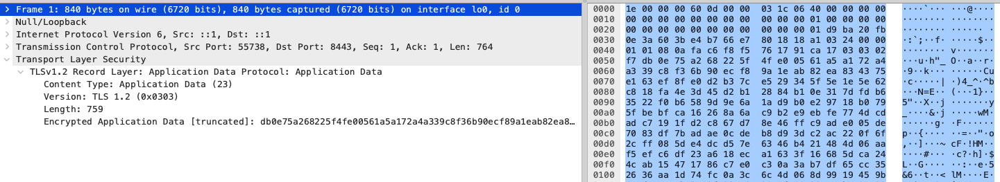 Frame 1: 840 bytes on wire (6720 bits), 840 bytes captured (6720 bits) on interface lo0, id 0
Null/Loopback
Internet Protocol Version 6, Src: ::1, Dst: ::1
Transmission Control Protocol, Src Port: 55738, Dst Port: 8443, Seq: 1, Ack: 1, Len: 764
Transport Layer Security
TLSv1.2 Record Layer: Application Data Protocol: Application Data
Content Type: Application Data (23)
Version: TLS 1.2 (0x0303)
Length: 759
Encrypted Application Data [truncated]: db0e75a268225f4fe00561a5a172a4a339c8f36b90ecf89a1eab82ea8…
0000 1e 00 00 00 60 0d 00 00 03 1c 06 40 00 00 00 00 ····`··· ···@····
0010 00 00 00 00 00 00 00 00 00 00 00 01 00 00 00 00 ········ ········
0020 00 00 00 00 00 00 00 00 00 00 00 01 d9 ba 20 fb ········ ······ ·
0030 0e 3a 60 3b e4 b7 66 e7 80 18 18 a1 03 24 00 00 ·:`;··f· ·····$··
0040 01 01 08 0a fa c6 f8 f5 76 17 91 ca 17 03 03 02 ········ v·······
0050 f7 db 0e 75 a2 68 22 5f 4f e0 05 61 a5 a1 72 a4 ···u·h"_ O··a··r·
0060 a3 39 c8 f3 6b 90 ec f8 9a 1e ab 82 ea 83 43 75 ·9··k··· ······Cu
0070 e1 63 ef 8f e0 d2 b3 7c e5 29 34 5f 5e 1e 5e 62 ·c·····| ·)4_^·^b
0080 c8 18 fa 4e 3d 45 d2 b1 28 84 b1 0e 31 7d fd b6 ···N=E·· (···1}··
0090 35 22 f0 b6 58 9d 9e 6a 1a d9 b0 e2 97 18 b0 79 5"··X··j ·······y
00a0 5f be bf ca 16 26 8a 6a c9 b2 e9 eb fe 77 4d cd _····&·j ·····wM·
00b0 ad c7 19 1f d2 c8 67 d7 8e 46 ff c9 ad e0 05 de ······g· ·F······
00c0 70 83 df 7b ad ae 0c de b8 d9 3d c2 ac 22 0f 6f p··{···· ··=··"·o
00d0 2c ff 08 5d e4 dc d5 7e 63 46 b4 21 48 4d 06 aa ,··]···~ cF·!HM··
00e0 f5 ef c6 df 23 a6 18 ec a1 63 3f 16 68 5d ca 24 ····#··· ·c?·h]·$
00f0 4c ab 15 47 17 86 c7 e0 c3 0a 3a b7 df 65 cc 35 L··G···· ··:··e·5
0100 26 36 aa 1d 74 fc 0a 3c 6c 4d 06 8d 99 19 45 9b &6··t··< lM····E·